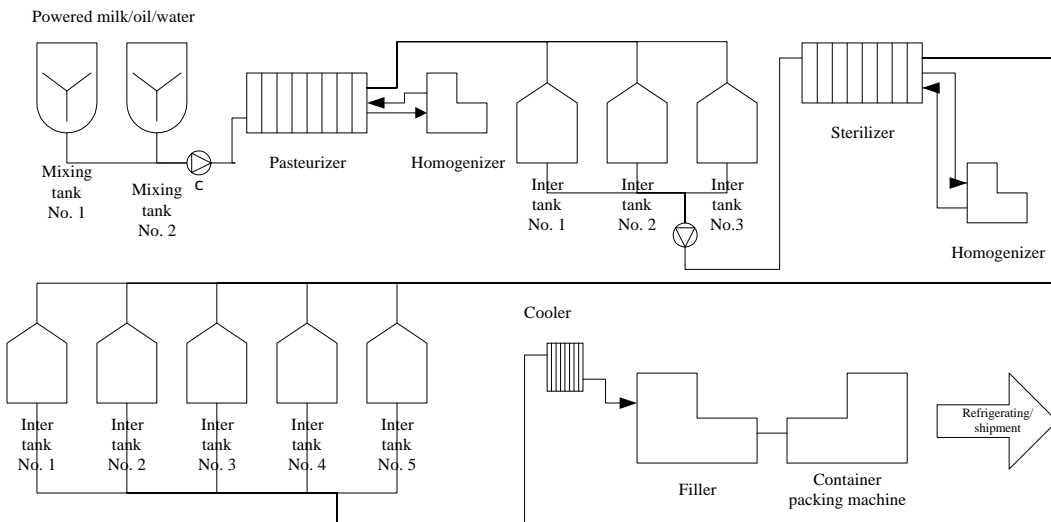 Powered milk/oil/water
Mixing
tank
No. 1
Mixing
tank
No. 2
C
Pasteurizer
Homogenizer
Inter
tank
No. 1
Inter
tank
No. 2
Inter
tank
No.3
Sterilizer
Homogenizer
Inter
tank
No. 1
Inter
tank
No. 2
Inter
tank
No. 3
Inter
tank
No. 4
Inter
tank
No. 5
Cooler
Filler
Container
packing machine
Refrigerating/
shipment